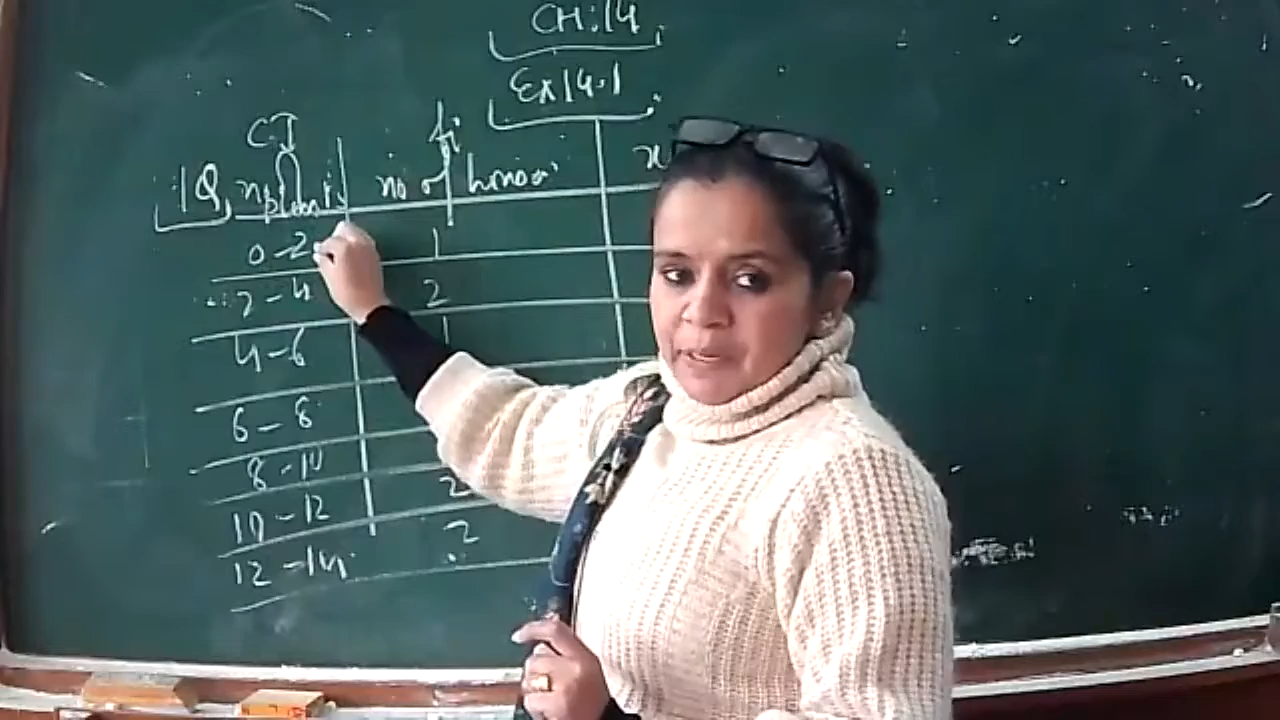 CH:14
Ex 14.1
CI fi
1Q, no of x
0-2 1
2-4 2
4-6 1
6-8
8-10
10-12 2
12-14 2